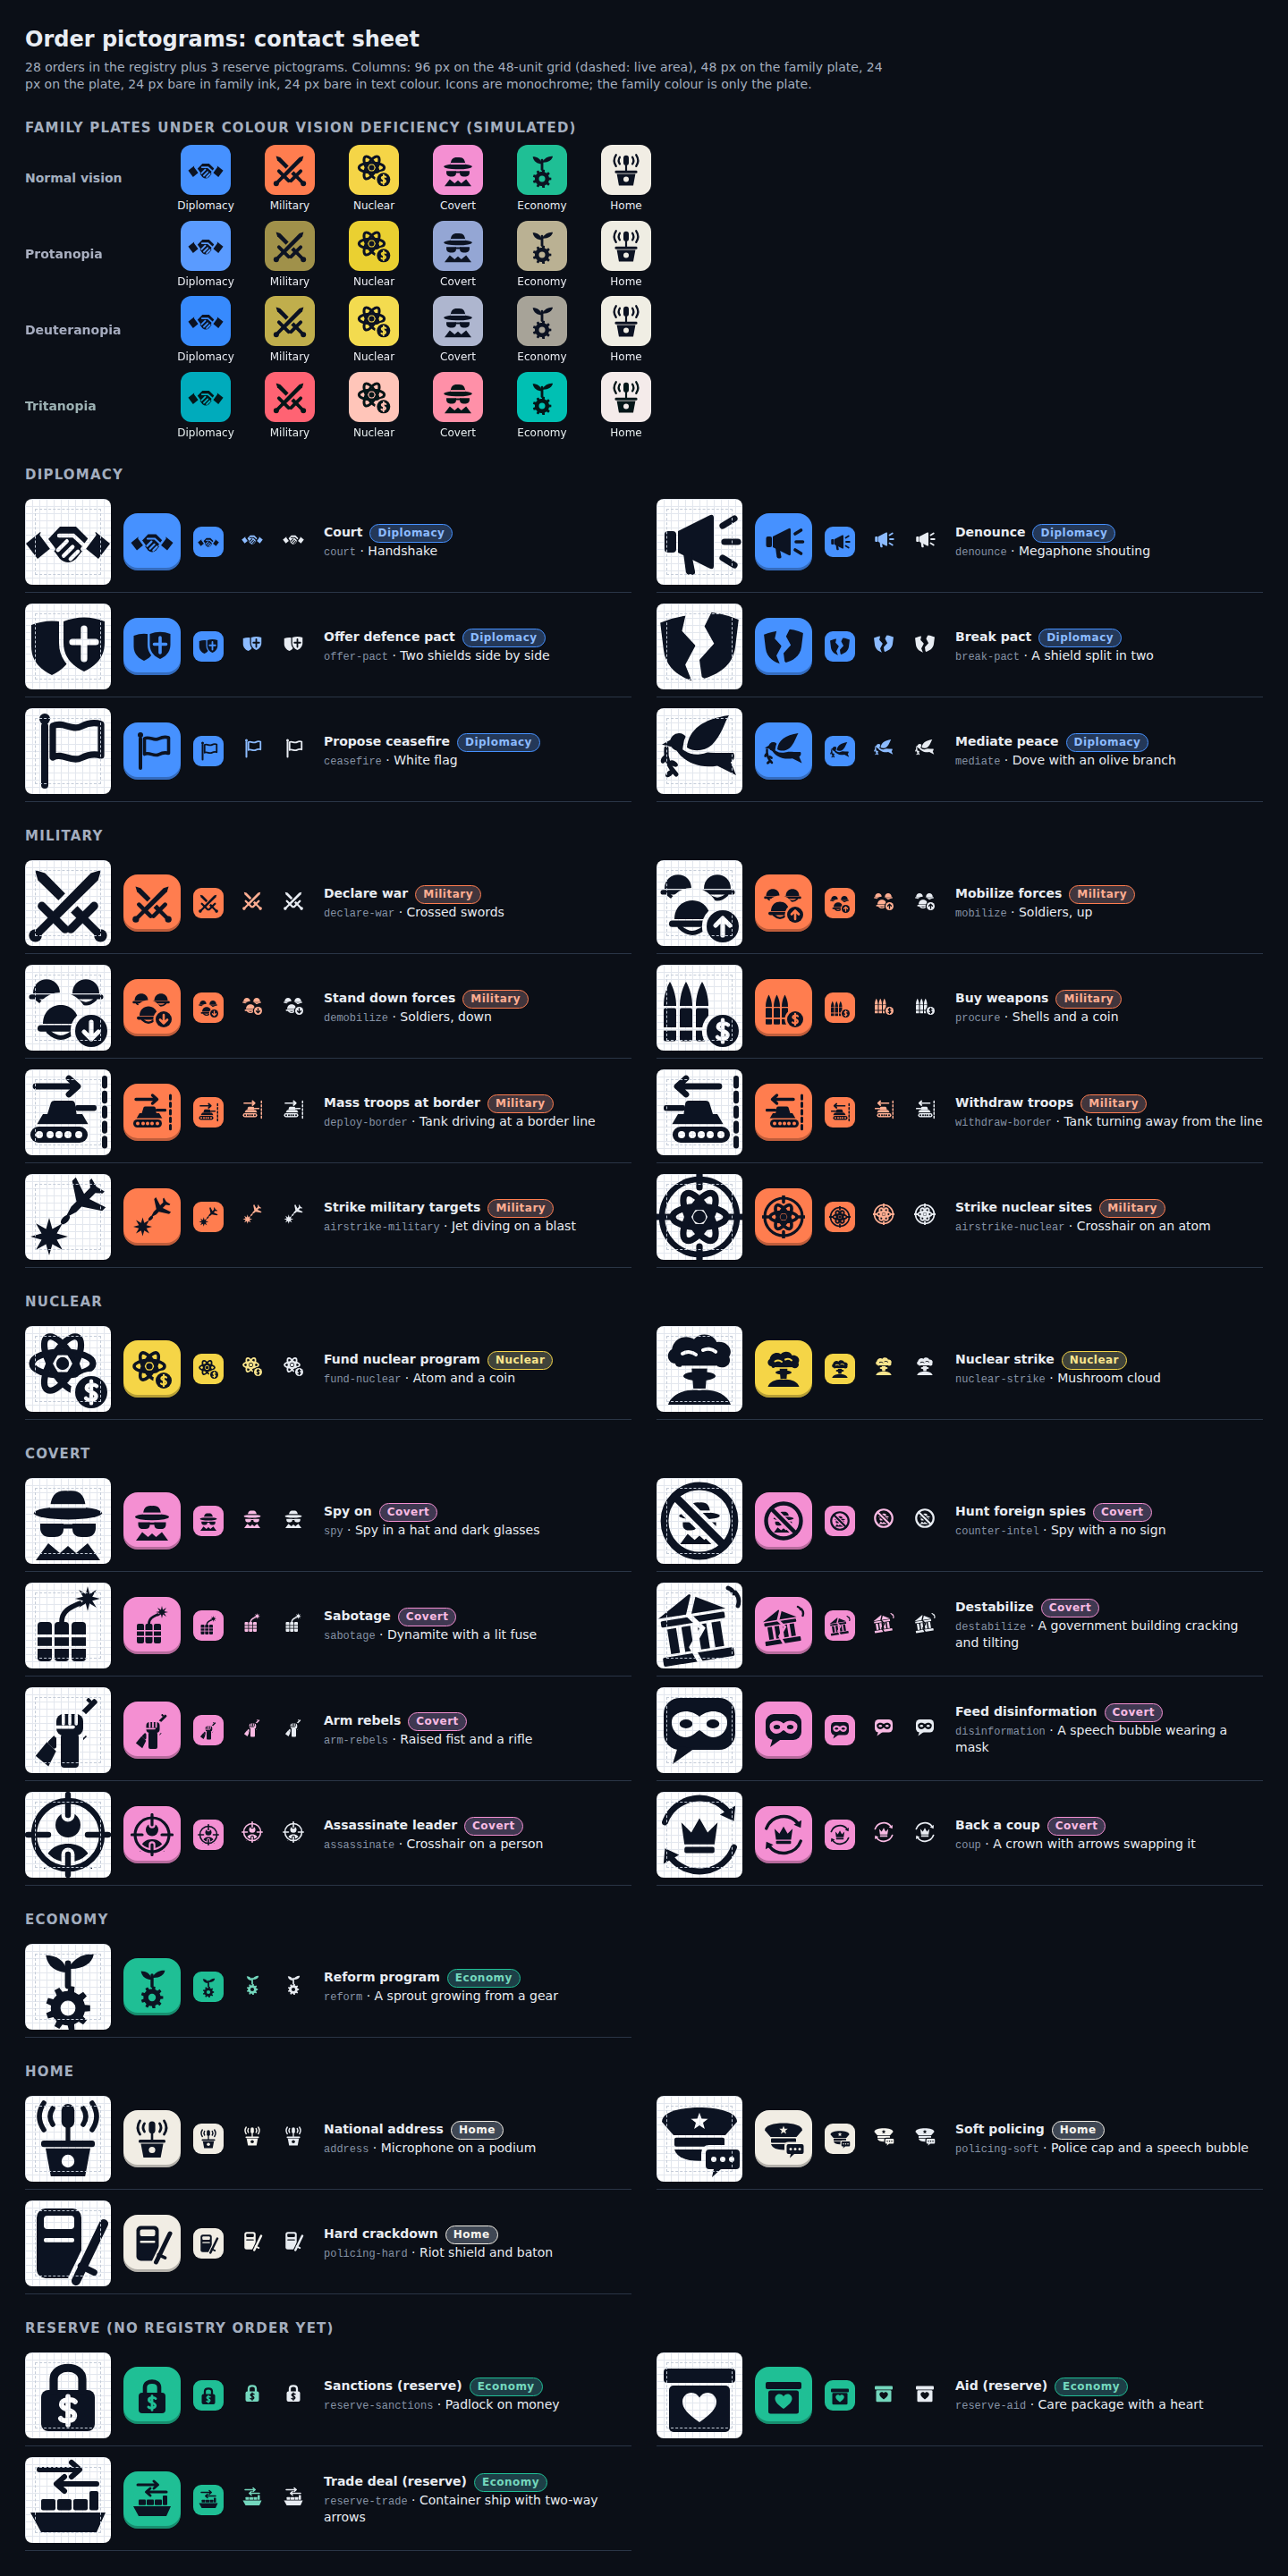 Order pictograms: contact sheet
28 orders in the registry plus 3 reserve pictograms. Columns: 96 px on the 48-unit grid (dashed: live area), 48 px on the family plate, 24
px on the plate, 24 px bare in family ink, 24 px bare in text colour. Icons are monochrome; the family colour is only the plate.
FAMILY PLATES UNDER COLOUR VISION DEFICIENCY (SIMULATED)
Normal vision
Diplomacy Military Nuclear Covert Economy Home
Protanopia
Diplomacy Military Nuclear Covert Economy Home
Deuteranopia
Diplomacy Military Nuclear Covert Economy Home
Tritanopia
Diplomacy Military Nuclear Covert Economy Home
DIPLOMACY
Court Diplomacy
court · Handshake
Denounce Diplomacy
denounce · Megaphone shouting
Offer defence pact Diplomacy
offer-pact · Two shields side by side
Break pact Diplomacy
break-pact · A shield split in two
Propose ceasefire Diplomacy
ceasefire · White flag
Mediate peace Diplomacy
mediate · Dove with an olive branch
MILITARY
Declare war Military
declare-war · Crossed swords
Mobilize forces Military
mobilize · Soldiers, up
Stand down forces Military
demobilize · Soldiers, down
Buy weapons Military
procure · Shells and a coin
Mass troops at border Military
deploy-border · Tank driving at a border line
Withdraw troops Military
withdraw-border · Tank turning away from the line
Strike military targets Military
airstrike-military · Jet diving on a blast
Strike nuclear sites Military
airstrike-nuclear · Crosshair on an atom
NUCLEAR
Fund nuclear program Nuclear
fund-nuclear · Atom and a coin
Nuclear strike Nuclear
nuclear-strike · Mushroom cloud
COVERT
Spy on Covert
spy · Spy in a hat and dark glasses
Hunt foreign spies Covert
counter-intel · Spy with a no sign
Sabotage Covert
sabotage · Dynamite with a lit fuse
Destabilize Covert
destabilize · A government building cracking
and tilting
Arm rebels Covert
arm-rebels · Raised fist and a rifle
Feed disinformation Covert
disinformation · A speech bubble wearing a
mask
Assassinate leader Covert
assassinate · Crosshair on a person
Back a coup Covert
coup · A crown with arrows swapping it
ECONOMY
Reform program Economy
reform · A sprout growing from a gear
HOME
National address Home
address · Microphone on a podium
Soft policing Home
policing-soft · Police cap and a speech bubble
Hard crackdown Home
policing-hard · Riot shield and baton
RESERVE (NO REGISTRY ORDER YET)
Sanctions (reserve) Economy
reserve-sanctions · Padlock on money
Aid (reserve) Economy
reserve-aid · Care package with a heart
Trade deal (reserve) Economy
reserve-trade · Container ship with two-way
arrows